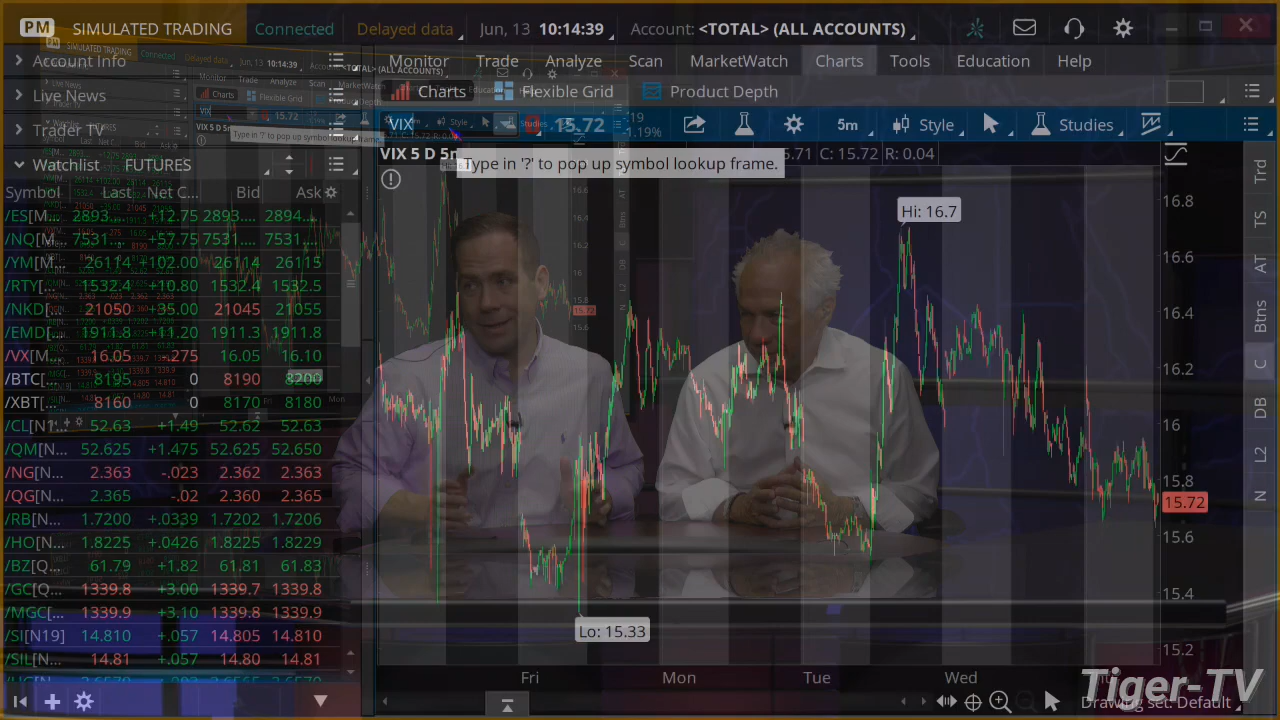 PM SIMULATED TRADING Connected Delayed data Jun, 13 10:14:39 Account: <TOTAL> (ALL ACCOUNTS)
Account Info
Live News
Trader TV
Watchlist FUTURES
Symbol Last Net C... Bid Ask
/ES[M... 2893.... +12.75 2893.... 2894....
/NQ[M... 7531.... +57.75 7531.... 7531....
/YM[M... 26114 +102.00 26114 26115
/RTY[... 1532.4 +10.80 1532.4 1532.5
/NKD[... 21050 +35.00 21045 21055
/EMD[... 1911.8 +11.20 1911.3 1911.8
/VX[M... 16.05 -.275 16.05 16.10
/BTC[... 8195 0 8190 8200
/XBT[... 8160 0 8170 8180
/CL[N1... 52.63 +1.49 52.62 52.63
/QM[N... 52.625 +1.475 52.625 52.650
/NG[N... 2.363 -.023 2.362 2.363
/QG[N... 2.365 -.02 2.360 2.365
/RB[N... 1.7200 +.0339 1.7202 1.7206
/HO[N... 1.8225 +.0426 1.8221 1.8229
/BZ[Q... 61.79 +1.82 61.81 61.83
/GC[Q... 1339.8 +3.00 1339.7 1339.8
/MGC[... 1339.9 +3.10 1339.8 1339.9
/SI[N19] 14.810 +.057 14.805 14.810
/SIL[N... 14.81 +.057 14.80 14.81
Monitor Trade Analyze Scan MarketWatch Charts Tools Education Help
Charts Flexible Grid Product Depth
VIX 15.72 -1.19% 5m Style Studies
VIX 5 D 5m C: 15.72 R: 0.04
Type in '?' to pop up symbol lookup frame.
Hi: 16.7
Lo: 15.33
16.8
16.6
16.4
16.2
16
15.8
15.72
15.6
15.4
15.2
Trd
TS
AT
Btns
C
DB
L2
N
Fri Mon Tue Wed
Drawing set: Default
Tiger-TV